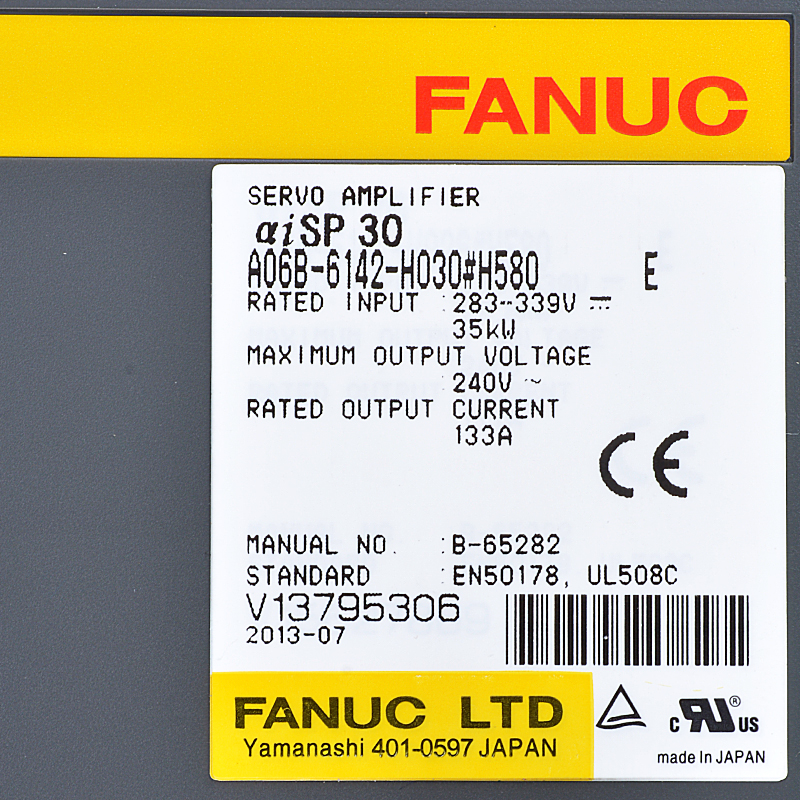 FANUC
SERVO AMPLIFIER
αiSP 30
A06B-6142-H030#H580 E
RATED INPUT :283~339V ⎓
35kW
MAXIMUM OUTPUT VOLTAGE
240V ~
RATED OUTPUT CURRENT
133A
CE
MANUAL NO. :B-65282
STANDARD :EN50178, UL508C
V13795306
2013-07
FANUC LTD
Yamanashi 401-0597 JAPAN
c RU ® US
made In JAPAN